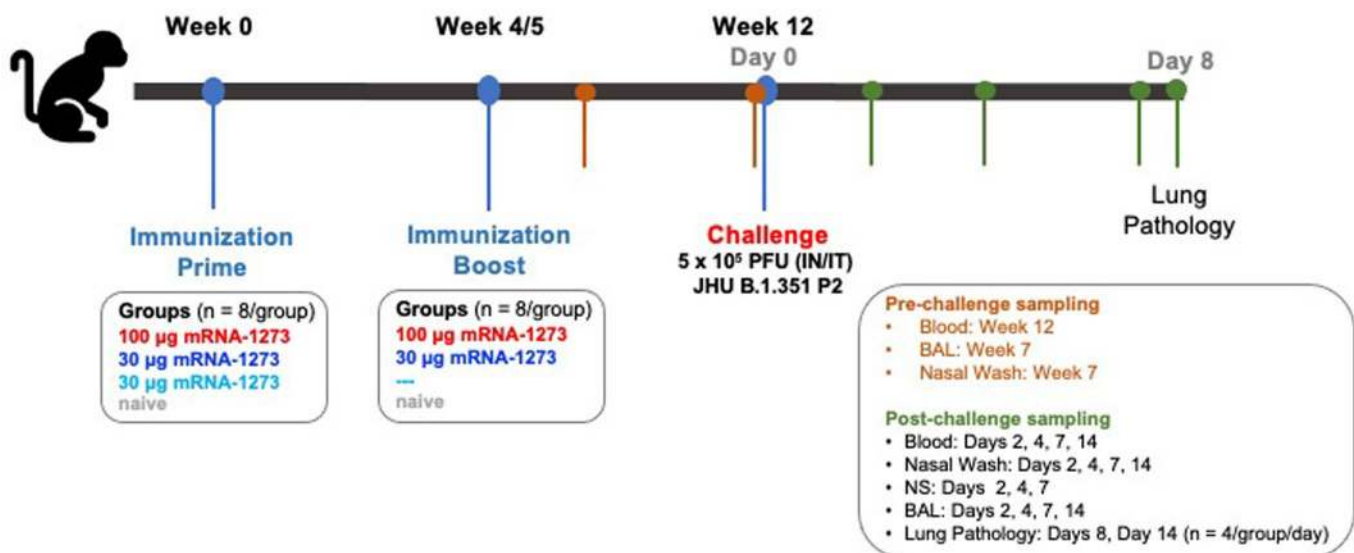 Week 0
Week 4/5
Week 12
Day 0
Day 8
Immunization
Prime
Groups (n = 8/group)
100 µg mRNA-1273
30 µg mRNA-1273
30 µg mRNA-1273
naive
Immunization
Boost
Groups (n = 8/group)
100 µg mRNA-1273
30 µg mRNA-1273
---
naive
Challenge
5 x 10⁵ PFU (IN/IT)
JHU B.1.351 P2
Lung
Pathology
Pre-challenge sampling
• Blood: Week 12
• BAL: Week 7
• Nasal Wash: Week 7
Post-challenge sampling
• Blood: Days 2, 4, 7, 14
• Nasal Wash: Days 2, 4, 7, 14
• NS: Days 2, 4, 7
• BAL: Days 2, 4, 7, 14
• Lung Pathology: Days 8, Day 14 (n = 4/group/day)